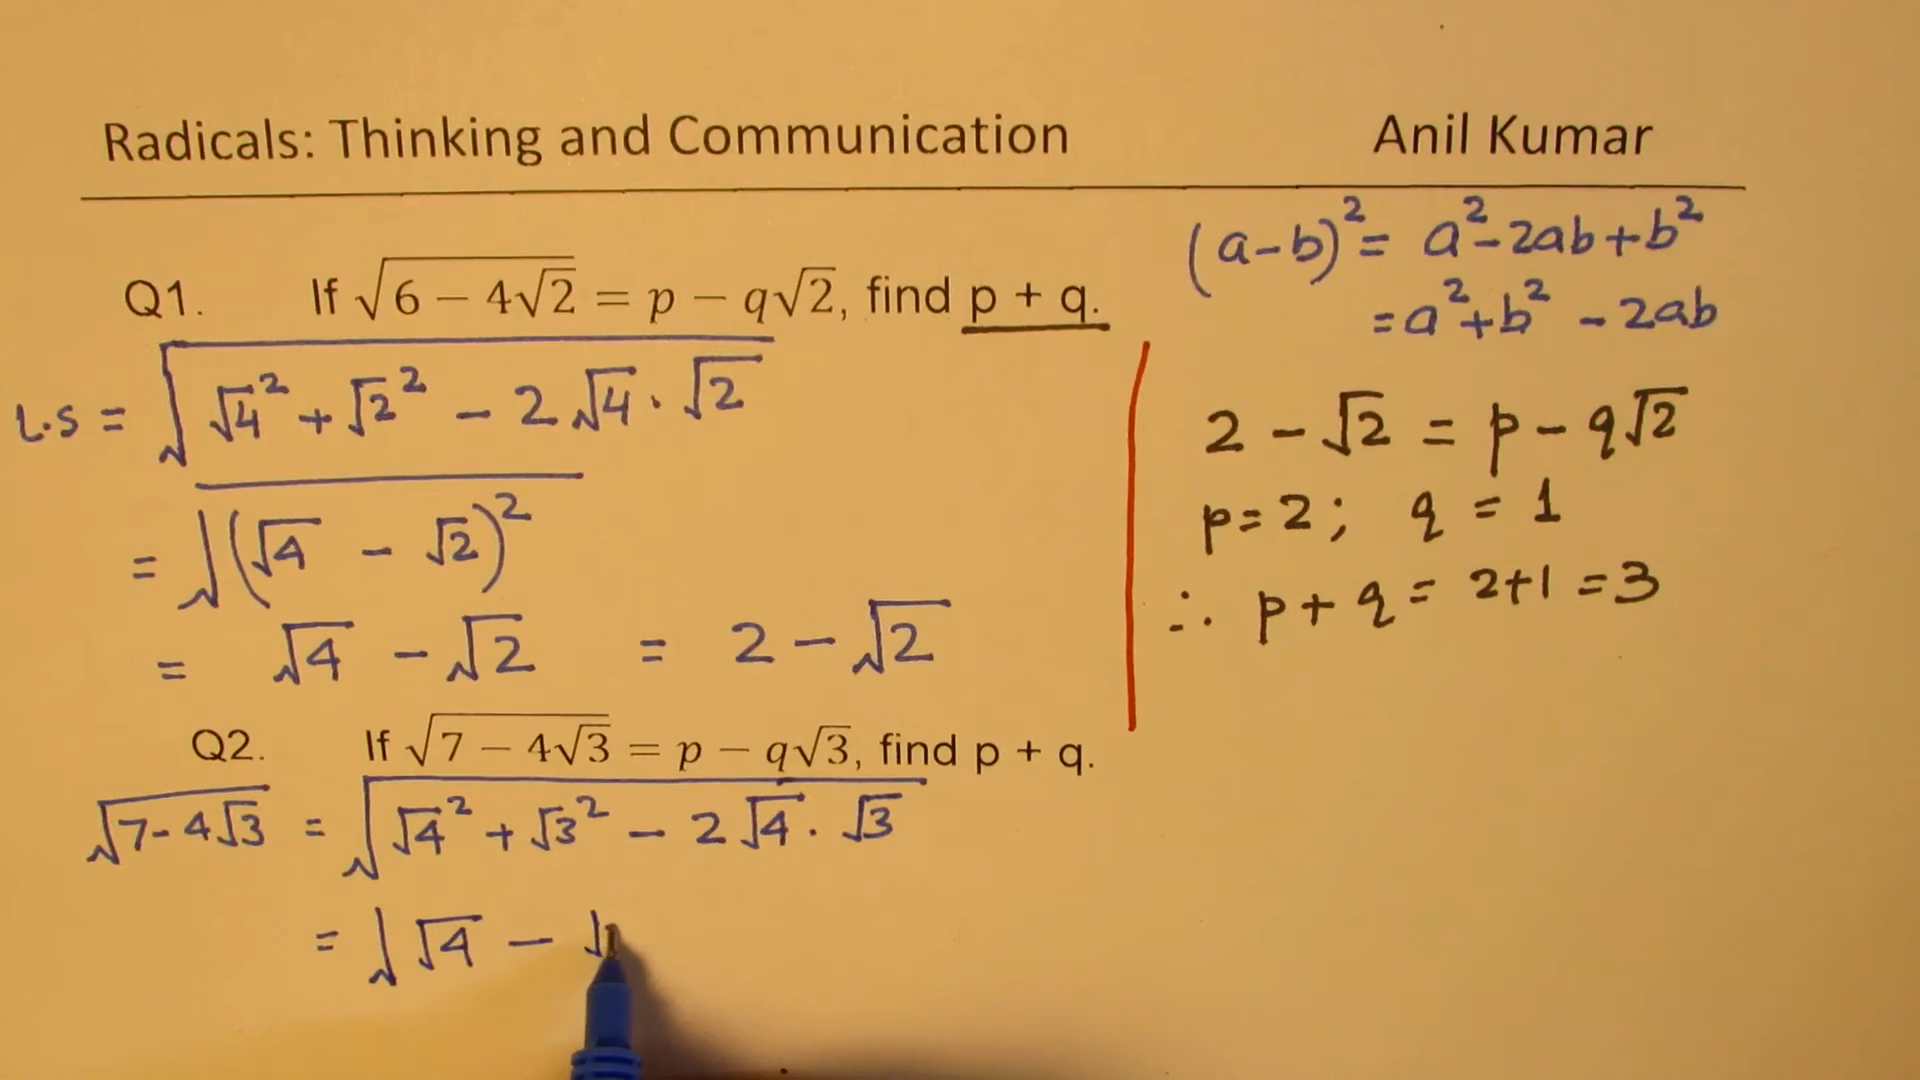 Radicals: Thinking and Communication Anil Kumar
(a-b)² = a²-2ab+b²
= a²+b² - 2ab
Q1. If √(6 − 4√2) = p − q√2, find p + q.
L.S = √(√4² + √2² - 2√4 · √2)
= √(√4 - √2)²
= √4 - √2 = 2 - √2
2 - √2 = p - q√2
p = 2 ; q = 1
∴ p + q = 2+1 = 3
Q2. If √(7 − 4√3) = p − q√3, find p + q.
√(7-4√3) = √(√4² + √3² - 2√4 · √3)
= √ √4 - √